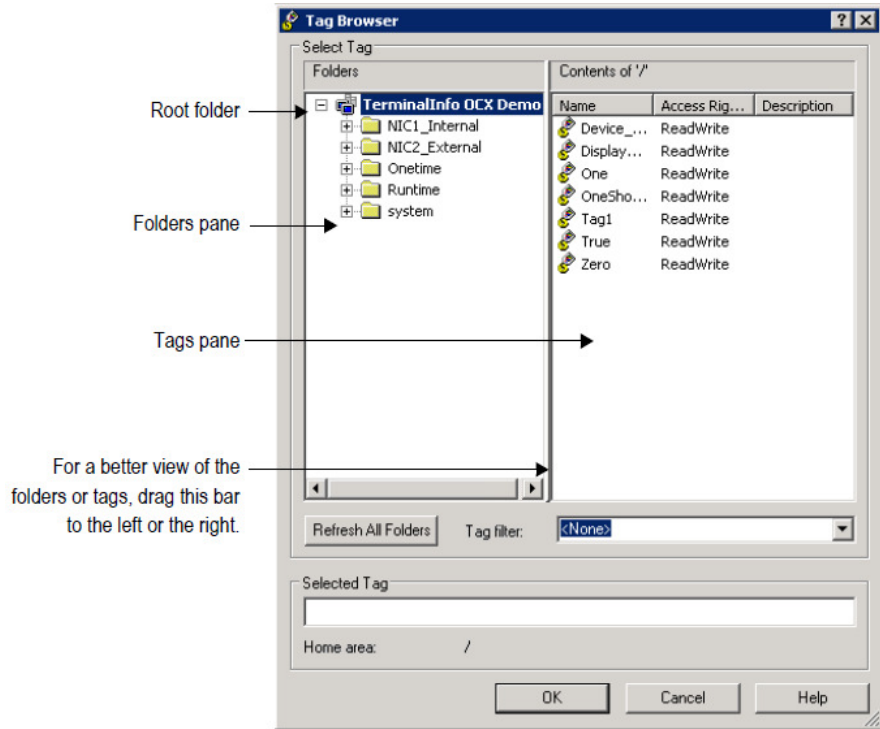 Tag Browser
Select Tag
Folders
Contents of '/'
Root folder
TerminalInfo OCX Demo
NIC1_Internal
NIC2_External
Onetime
Runtime
system
Folders pane
Name Access Rig... Description
Device_... ReadWrite
Display... ReadWrite
One ReadWrite
OneSho... ReadWrite
Tag1 ReadWrite
True ReadWrite
Zero ReadWrite
Tags pane
For a better view of the
folders or tags, drag this bar
to the left or the right.
Refresh All Folders Tag filter: <None>
Selected Tag
Home area: /
OK Cancel Help